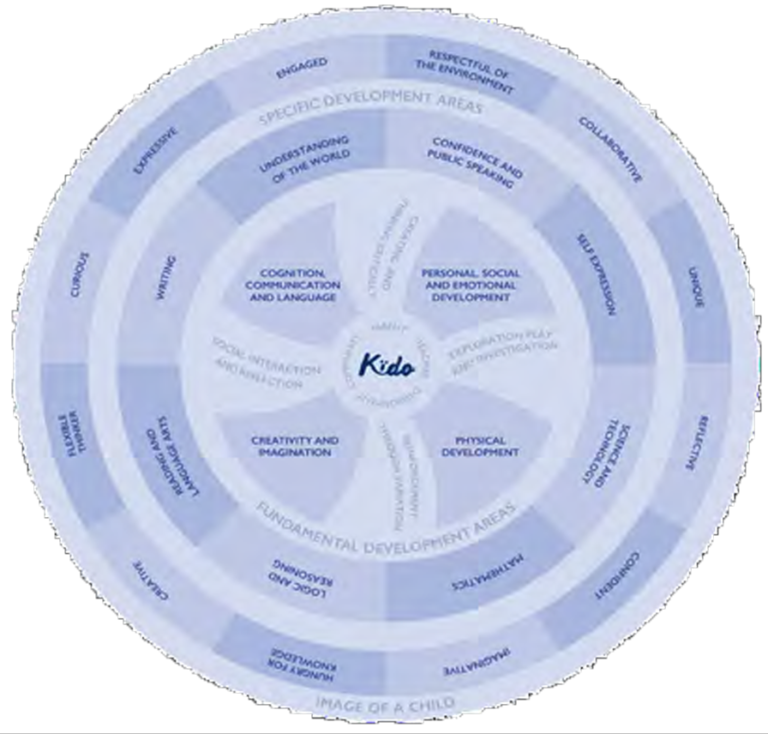 ENGAGED
RESPECTFUL OF
THE ENVIRONMENT
COLLABORATIVE
UNIQUE
REFLECTIVE
CONFIDENT
IMAGINATIVE
HUNGRY FOR
KNOWLEDGE
CREATIVE
FLEXIBLE
THINKER
CURIOUS
EXPRESSIVE
SPECIFIC DEVELOPMENT AREAS
UNDERSTANDING
OF THE WORLD
CONFIDENCE AND
PUBLIC SPEAKING
SELF EXPRESSION
SCIENCE AND
TECHNOLOGY
MATHEMATICS
LOGIC AND
REASONING
READING AND
LANGUAGE ARTS
WRITING
COGNITION,
COMMUNICATION
AND LANGUAGE
PERSONAL, SOCIAL
AND EMOTIONAL
DEVELOPMENT
CREATING AND
THINKING CRITICALLY
SOCIAL INTERACTION
AND REFLECTION
Kido
EXPLORATION PLAY
AND INVESTIGATION
CREATIVITY AND
IMAGINATION
PHYSICAL
DEVELOPMENT
ENVIRONMENT
FUNDAMENTAL DEVELOPMENT AREAS
IMAGE OF A CHILD